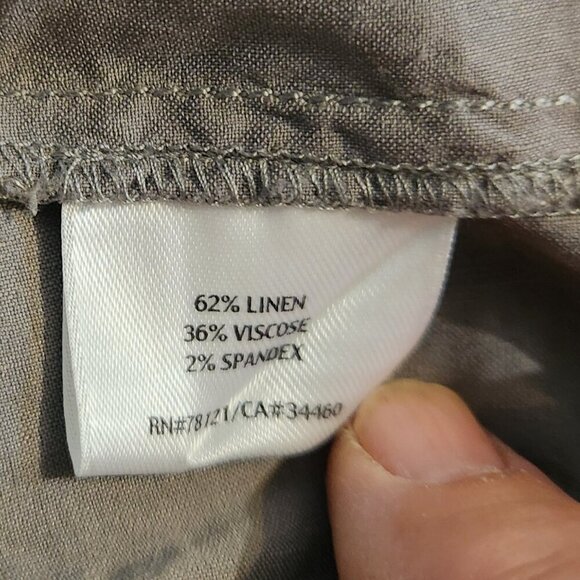 62% LINEN
36% VISCOSE
2% SPANDEX
RN#78121/CA#34460